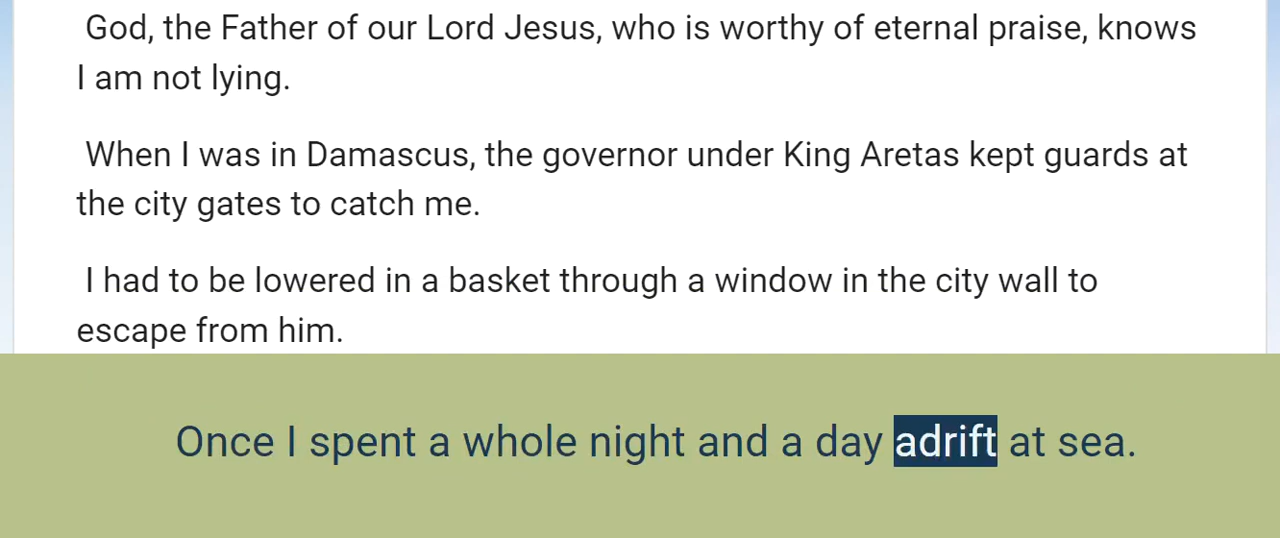 God, the Father of our Lord Jesus, who is worthy of eternal praise, knows
I am not lying.
When I was in Damascus, the governor under King Aretas kept guards at
the city gates to catch me.
I had to be lowered in a basket through a window in the city wall to
escape from him.
Once I spent a whole night and a day adrift at sea.